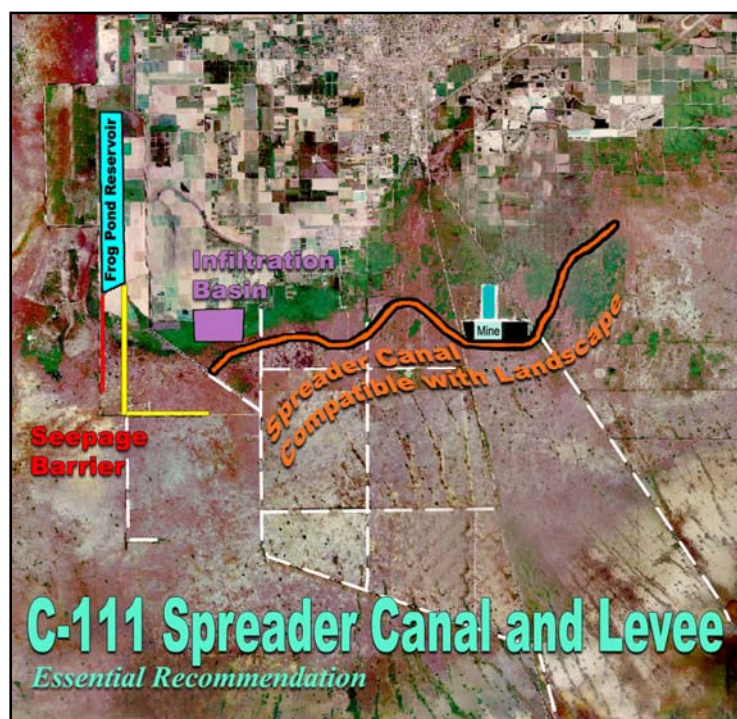 Frog Pond Reservoir
Infiltration
Basin
Mine
Spreader Canal
Compatible with Landscape
Seepage
Barrier
C-111 Spreader Canal and Levee
Essential Recommendation